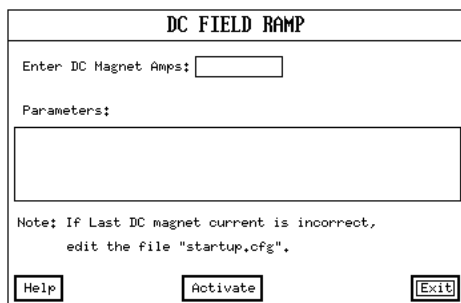 DC FIELD RAMP
Enter DC Magnet Amps:
Parameters:
Note: If Last DC magnet current is incorrect,
edit the file "startup.cfg".
Help Activate Exit